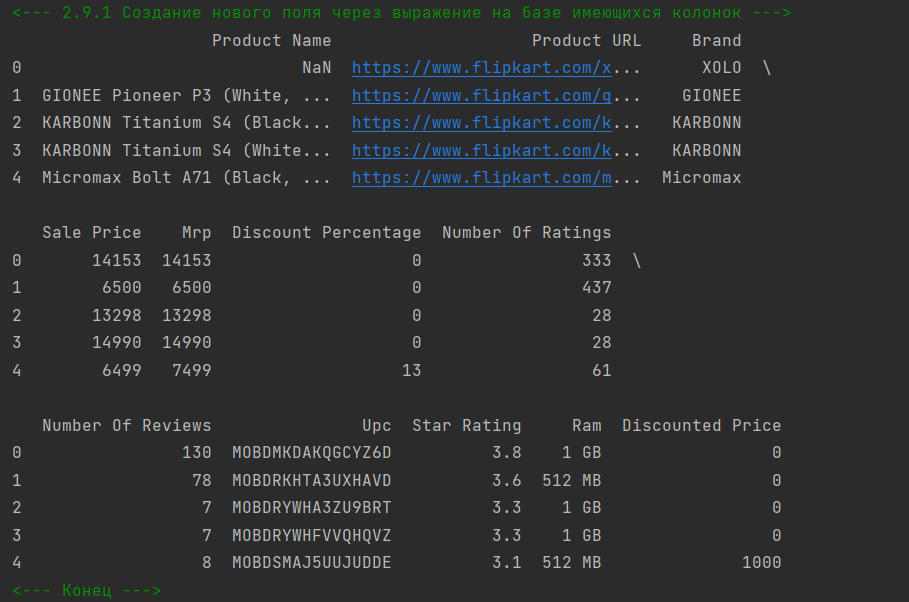 <--- 2.9.1 Создание нового поля через выражение на базе имеющихся колонок --->
Product Name Product URL Brand
0 NaN https://www.flipkart.com/x... XOLO \
1 GIONEE Pioneer P3 (White, ... https://www.flipkart.com/g... GIONEE
2 KARBONN Titanium S4 (Black... https://www.flipkart.com/k... KARBONN
3 KARBONN Titanium S4 (White... https://www.flipkart.com/k... KARBONN
4 Micromax Bolt A71 (Black, ... https://www.flipkart.com/m... Micromax
Sale Price Mrp Discount Percentage Number Of Ratings
0 14153 14153 0 333 \
1 6500 6500 0 437
2 13298 13298 0 28
3 14990 14990 0 28
4 6499 7499 13 61
Number Of Reviews Upc Star Rating Ram Discounted Price
0 130 MOBDMKDAKQGCYZ6D 3.8 1 GB 0
1 78 MOBDRKHTA3UXHAVD 3.6 512 MB 0
2 7 MOBDRYWHA3ZU9BRT 3.3 1 GB 0
3 7 MOBDRYWHFVVQHQVZ 3.3 1 GB 0
4 8 MOBDSMAJ5UUJUDDE 3.1 512 MB 1000
<--- Конец --->